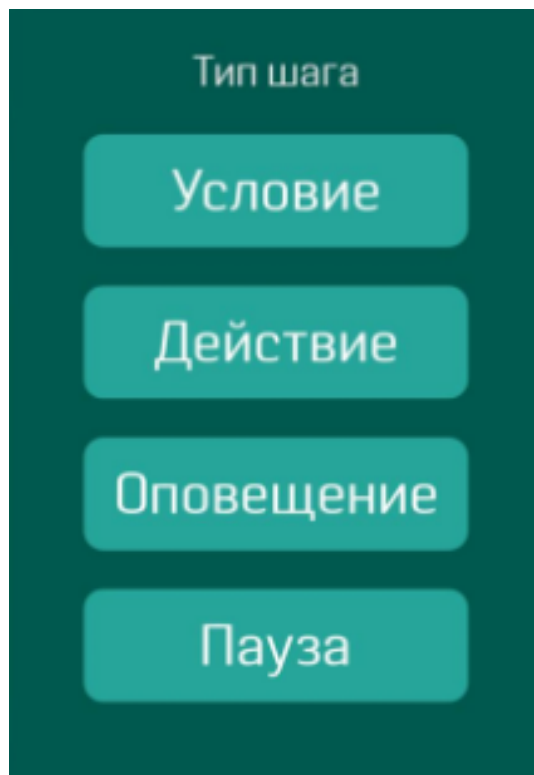 Тип шага
Условие
Действие
Оповещение
Пауза